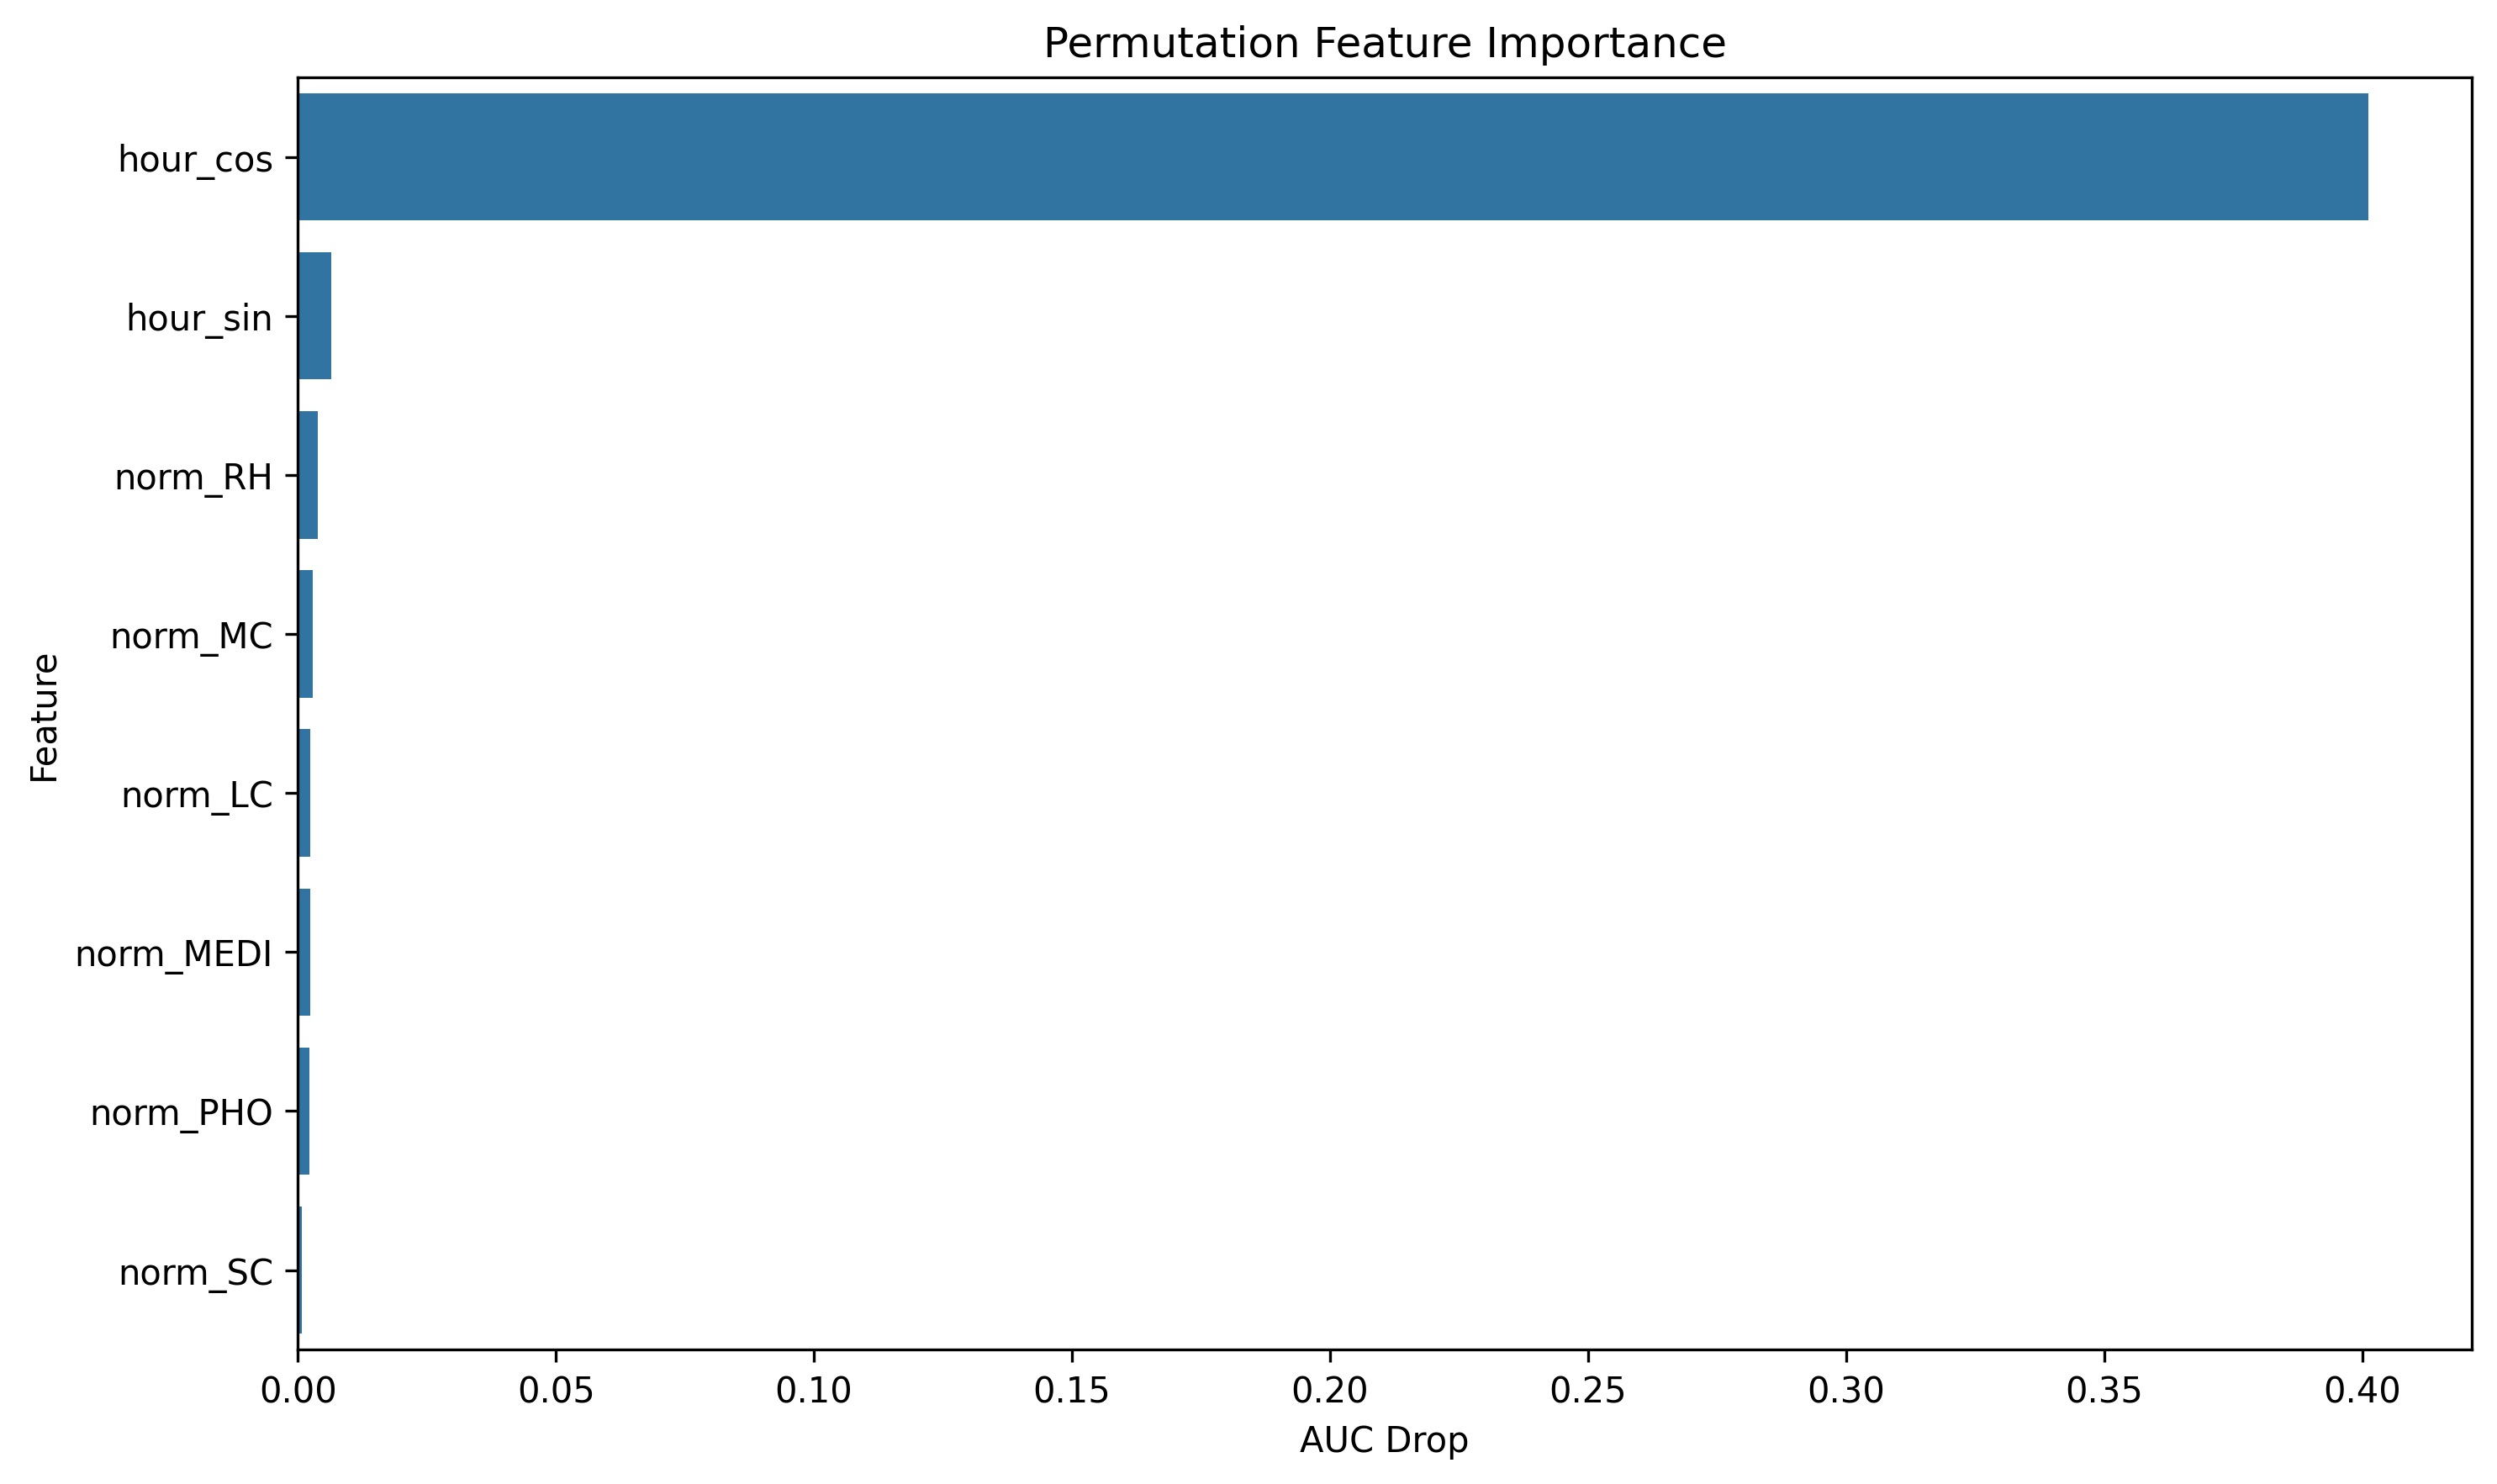 Permutation Feature Importance
hour_cos
hour_sin
norm_RH
norm_MC
norm_LC
norm_MEDI
norm_PHO
norm_SC
Feature
0.00 0.05 0.10 0.15 0.20 0.25 0.30 0.35 0.40
AUC Drop